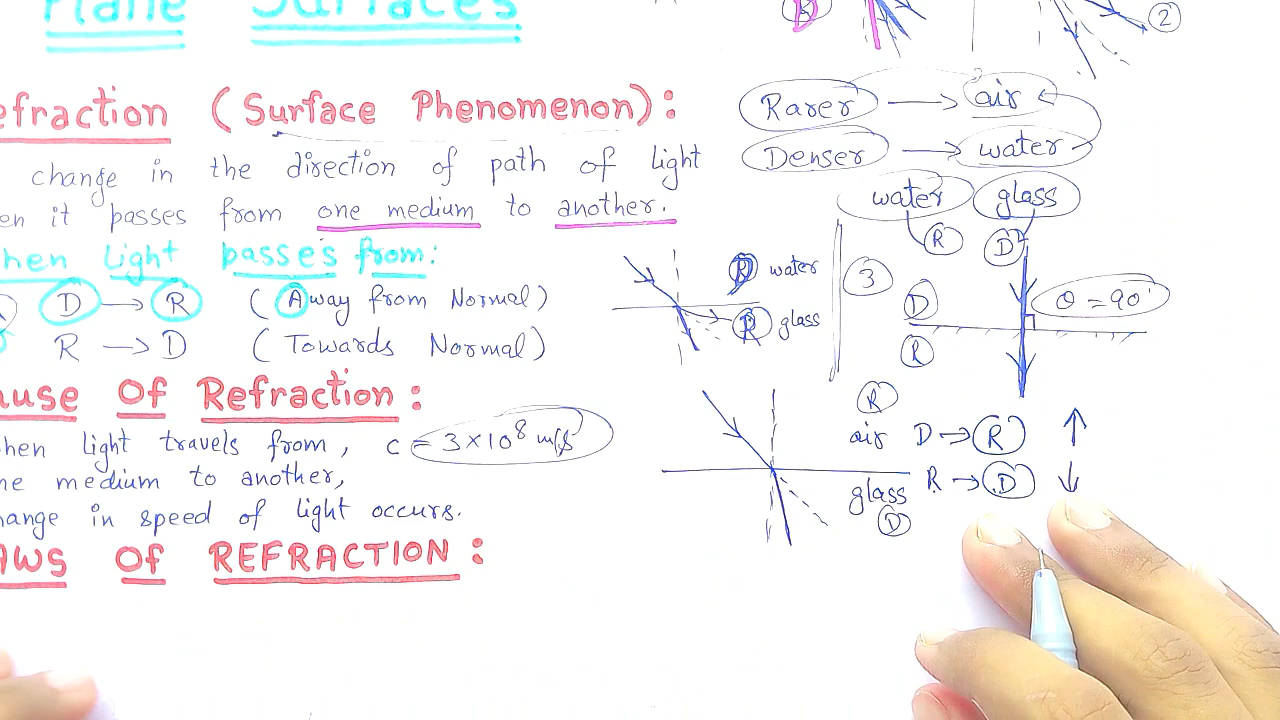 Plane Surfaces
efraction (Surface Phenomenon):
change in the direction of path of light
en it passes from one medium to another.
hen Light passes from:
D → R (Away from Normal)
R → D (Towards Normal)
ause Of Refraction:
hen light travels from, c = 3×10⁸ m/s
ne medium to another,
hange in speed of light occurs.
AWS Of REFRACTION:
2
Rarer → air
Denser → water
water glass
R D
water
glass
3
D
R
θ = 90°
R
air D → R ↑
glass R → D ↓
D